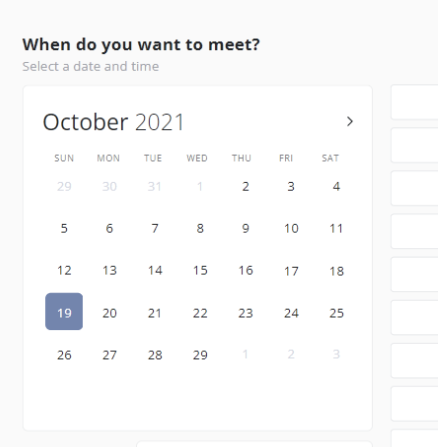 When do you want to meet?
Select a date and time
October 2021
SUN MON TUE WED THU FRI SAT
29 30 31 1 2 3 4
5 6 7 8 9 10 11
12 13 14 15 16 17 18
19 20 21 22 23 24 25
26 27 28 29 1 2 3